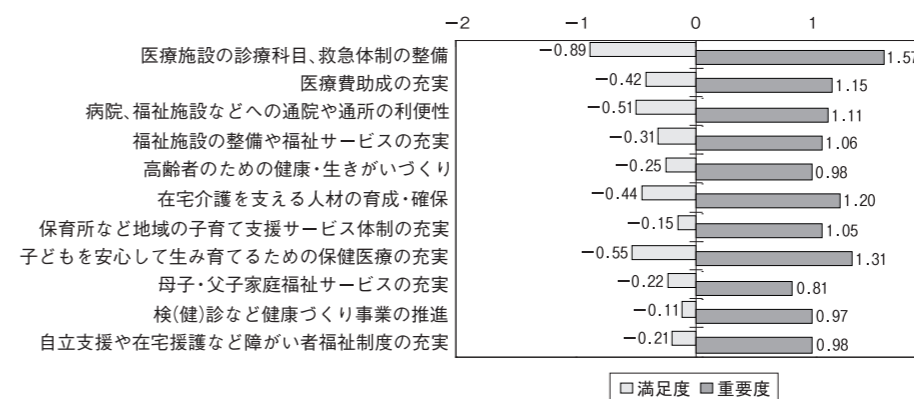 −2 −1 0 1
医療施設の診療科目、救急体制の整備 −0.89 1.57
医療費助成の充実 −0.42 1.15
病院、福祉施設などへの通院や通所の利便性 −0.51 1.11
福祉施設の整備や福祉サービスの充実 −0.31 1.06
高齢者のための健康・生きがいづくり −0.25 0.98
在宅介護を支える人材の育成・確保 −0.44 1.20
保育所など地域の子育て支援サービス体制の充実 −0.15 1.05
子どもを安心して生み育てるための保健医療の充実 −0.55 1.31
母子・父子家庭福祉サービスの充実 −0.22 0.81
検(健)診など健康づくり事業の推進 −0.11 0.97
自立支援や在宅援護など障がい者福祉制度の充実 −0.21 0.98
満足度 重要度